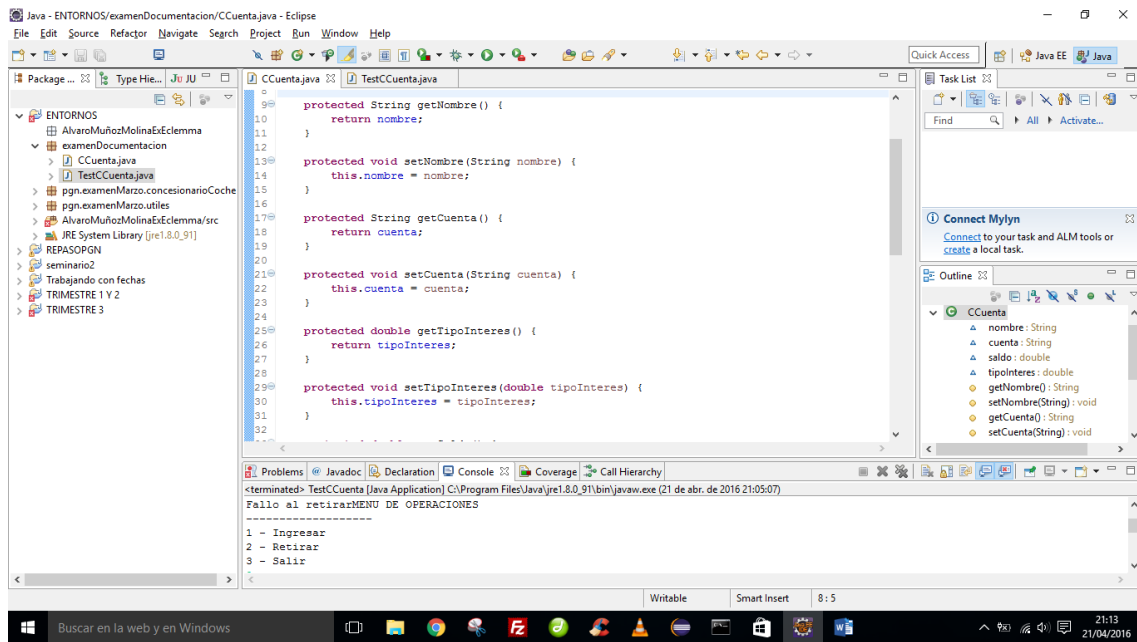 Java - ENTORNOS/examenDocumentacion/CCuenta.java - Eclipse
File Edit Source Refactor Navigate Search Project Run Window Help
Quick Access
Java EE
Java
Package ...
Type Hie...
JU
ENTORNOS
AlvaroMuñozMolinaExEclemma
examenDocumentacion
CCuenta.java
TestCCuenta.java
pgn.examenMarzo.concesionarioCoche
pgn.examenMarzo.utiles
AlvaroMuñozMolinaExEclemma/src
JRE System Library [jre1.8.0_91]
REPASOPGN
seminario2
Trabajando con fechas
TRIMESTRE 1 Y 2
TRIMESTRE 3
CCuenta.java
TestCCuenta.java
9 protected String getNombre() {
10 return nombre;
11 }
12
13 protected void setNombre(String nombre) {
14 this.nombre = nombre;
15 }
16
17 protected String getCuenta() {
18 return cuenta;
19 }
20
21 protected void setCuenta(String cuenta) {
22 this.cuenta = cuenta;
23 }
24
25 protected double getTipoInteres() {
26 return tipoInteres;
27 }
28
29 protected void setTipoInteres(double tipoInteres) {
30 this.tipoInteres = tipoInteres;
31 }
32
Task List
Find
All
Activate...
Connect Mylyn
Connect to your task and ALM tools or
create a local task.
Outline
CCuenta
nombre : String
cuenta : String
saldo : double
tipoInteres : double
getNombre() : String
setNombre(String) : void
getCuenta() : String
setCuenta(String) : void
Problems
Javadoc
Declaration
Console
Coverage
Call Hierarchy
<terminated> TestCCuenta [Java Application] C:\Program Files\Java\jre1.8.0_91\bin\javaw.exe (21 de abr. de 2016 21:05:07)
Fallo al retirarMENU DE OPERACIONES
-------------------
1 - Ingresar
2 - Retirar
3 - Salir
Writable
Smart Insert
8 : 5
Buscar en la web y en Windows
21:13
21/04/2016